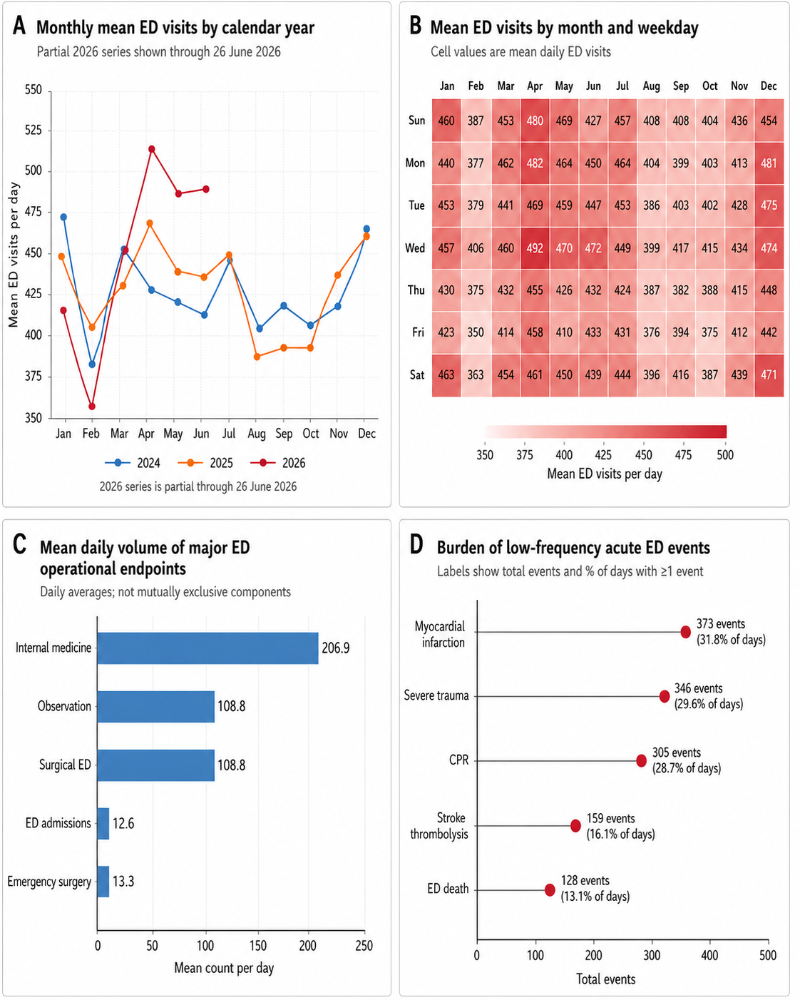 A Monthly mean ED visits by calendar year
Partial 2026 series shown through 26 June 2026
Mean ED visits per day
550
525
500
475
450
425
400
375
350
Jan Feb Mar Apr May Jun Jul Aug Sep Oct Nov Dec
2024 2025 2026
2026 series is partial through 26 June 2026
B Mean ED visits by month and weekday
Cell values are mean daily ED visits
Jan Feb Mar Apr May Jun Jul Aug Sep Oct Nov Dec
Sun 460 387 453 480 469 427 457 408 408 404 436 454
Mon 440 377 462 482 464 450 464 404 399 403 413 481
Tue 453 379 441 469 459 447 453 386 403 402 428 475
Wed 457 406 460 492 470 472 449 399 417 415 434 474
Thu 430 375 432 455 426 432 424 387 382 388 415 448
Fri 423 350 414 458 410 433 431 376 394 375 412 442
Sat 463 363 454 461 450 439 444 396 416 387 439 471
350 375 400 425 450 475 500
Mean ED visits per day
C Mean daily volume of major ED
operational endpoints
Daily averages; not mutually exclusive components
Internal medicine 206.9
Observation 108.8
Surgical ED 108.8
ED admissions 12.6
Emergency surgery 13.3
0 50 100 150 200 250
Mean count per day
D Burden of low-frequency acute ED events
Labels show total events and % of days with ≥1 event
Myocardial
infarction
373 events
(31.8% of days)
Severe trauma
346 events
(29.6% of days)
CPR
305 events
(28.7% of days)
Stroke
thrombolysis
159 events
(16.1% of days)
ED death
128 events
(13.1% of days)
0 100 200 300 400 500
Total events